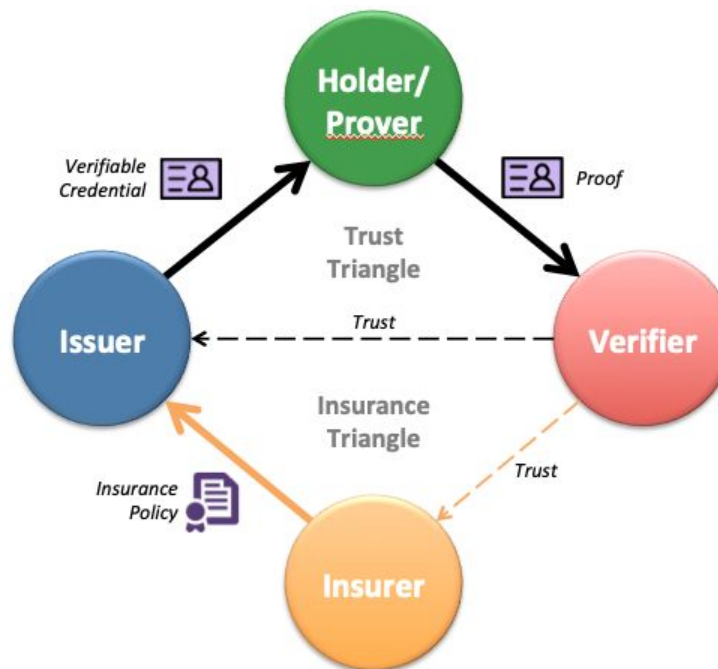 Holder/
Prover
Verifiable
Credential
Proof
Trust
Triangle
Issuer
Trust
Verifier
Insurance
Triangle
Trust
Insurance
Policy
Insurer